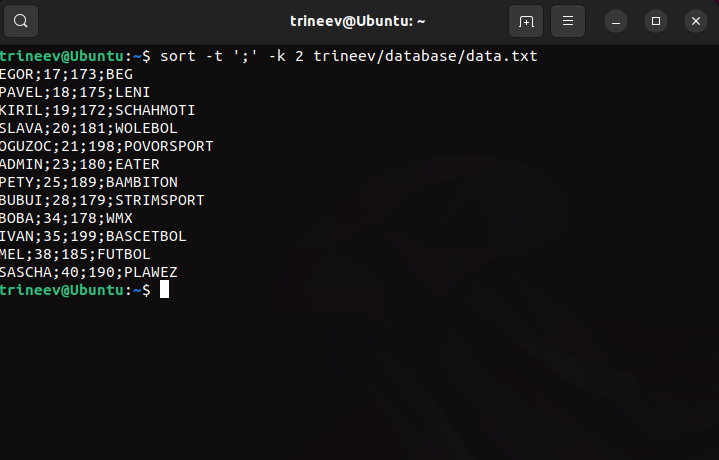 trineev@Ubuntu: ~
trineev@Ubuntu:~$ sort -t ';' -k 2 trineev/database/data.txt
EGOR;17;173;BEG
PAVEL;18;175;LENI
KIRIL;19;172;SCHAHMOTI
SLAVA;20;181;WOLEBOL
OGUZOC;21;198;POVORSPORT
ADMIN;23;180;EATER
PETY;25;189;BAMBITON
BUBUI;28;179;STRIMSPORT
BOBA;34;178;WMX
IVAN;35;199;BASCETBOL
MEL;38;185;FUTBOL
SASCHA;40;190;PLAWEZ
trineev@Ubuntu:~$